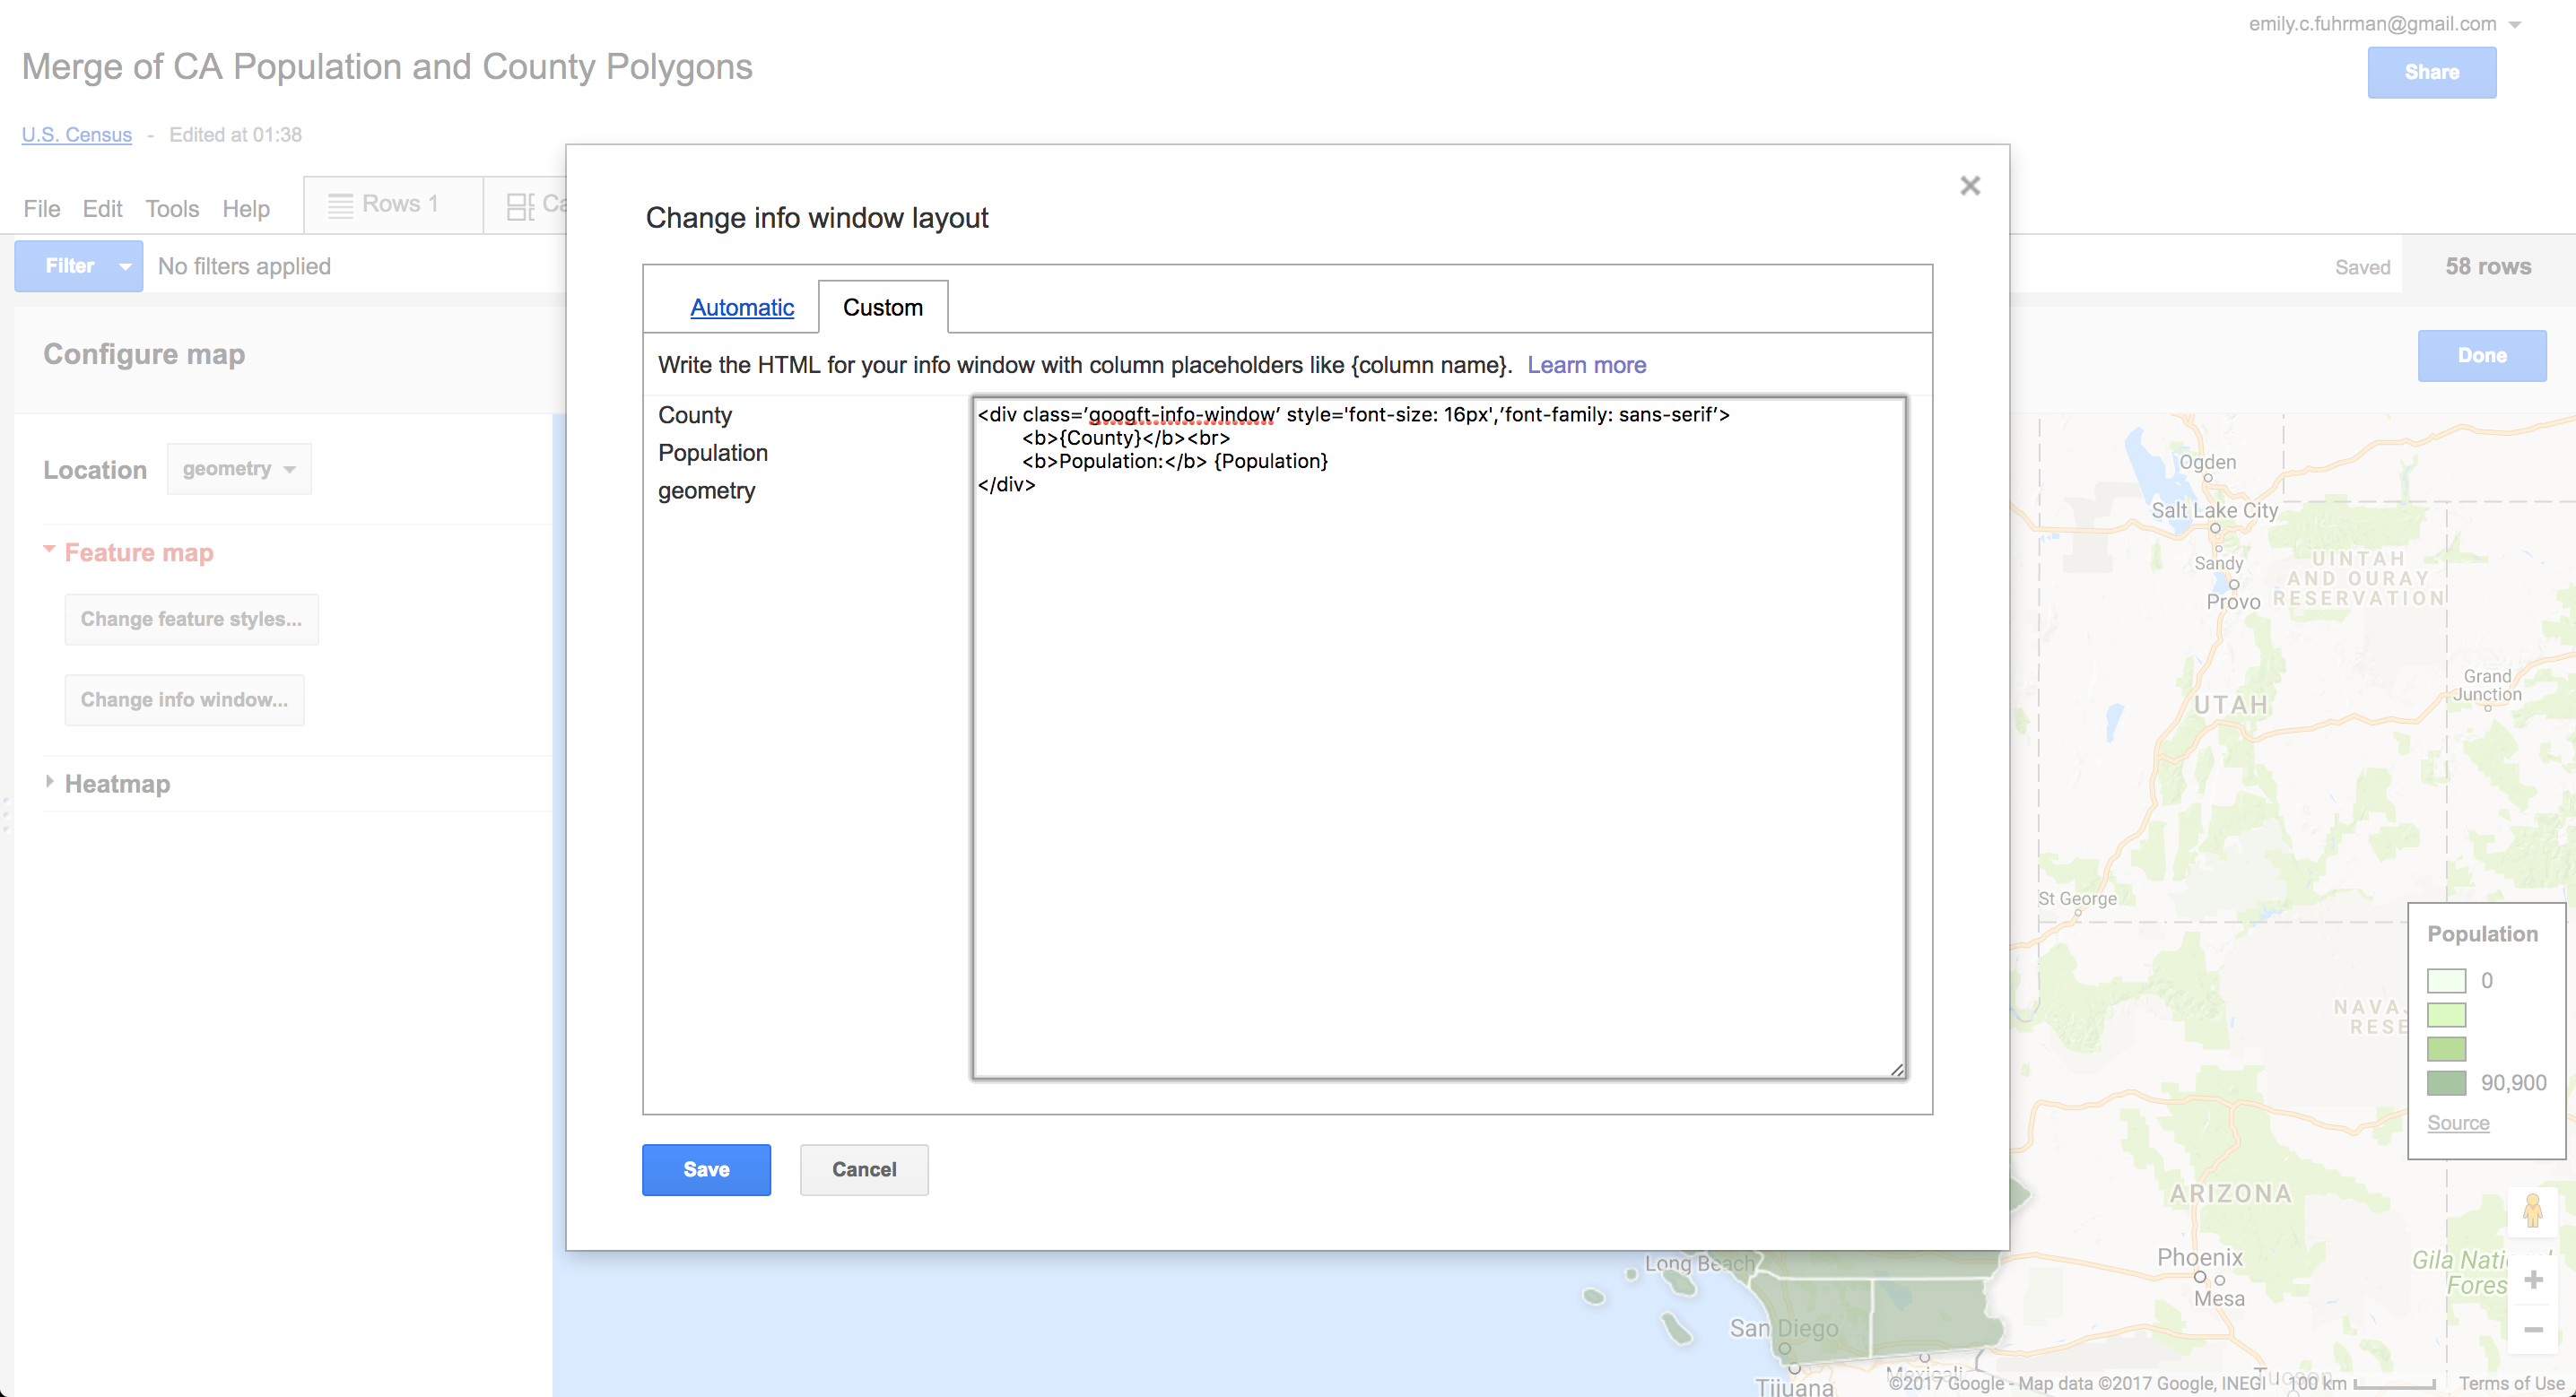 emily.c.fuhrman@gmail.com
Merge of CA Population and County Polygons
Share
U.S. Census - Edited at 01:38
File Edit Tools Help
Rows 1
Ca
Filter
No filters applied
Saved
58 rows
Configure map
Done
Location
geometry
Feature map
Change feature styles...
Change info window...
Heatmap
Change info window layout
Automatic
Custom
Write the HTML for your info window with column placeholders like {column name}. Learn more
County
Population
geometry
<div class=’googft-info-window’ style='font-size: 16px',’font-family: sans-serif’>
<b>{County}</b><br>
<b>Population:</b> {Population}
</div>
Save
Cancel
Ogden
Salt Lake City
Sandy
Provo
UINTAH
AND OURAY
RESERVATION
Grand
Junction
UTAH
St George
NAVAJ
RESE
Population
0
90,900
Source
ARIZONA
Phoenix
Mesa
Gila Nati
Fores
Long Beach
San Diego
Mexicali
Tijuana
Tucson
©2017 Google - Map data ©2017 Google, INEGI
100 km
Terms of Use